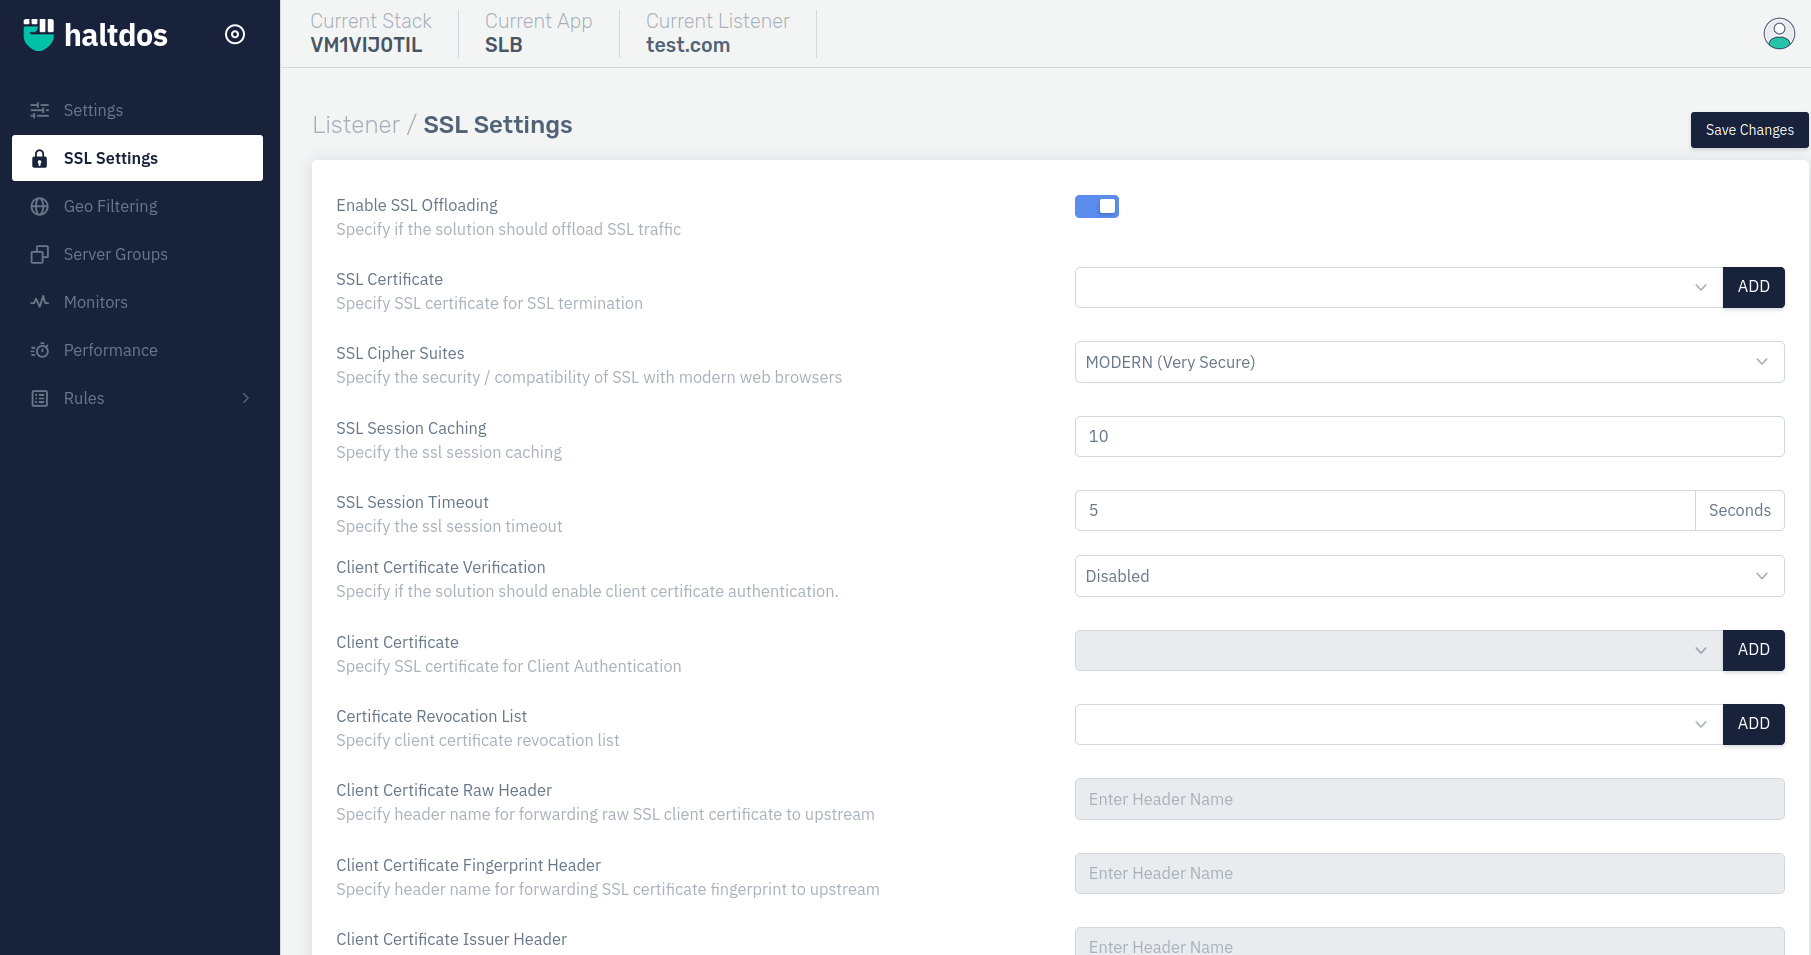 haltdos
Current Stack
VM1VIJ0TIL
Current App
SLB
Current Listener
test.com
Settings
SSL Settings
Geo Filtering
Server Groups
Monitors
Performance
Rules
Listener / SSL Settings
Save Changes
Enable SSL Offloading
Specify if the solution should offload SSL traffic
SSL Certificate
Specify SSL certificate for SSL termination
ADD
SSL Cipher Suites
Specify the security / compatibility of SSL with modern web browsers
MODERN (Very Secure)
SSL Session Caching
Specify the ssl session caching
10
SSL Session Timeout
Specify the ssl session timeout
5
Seconds
Client Certificate Verification
Specify if the solution should enable client certificate authentication.
Disabled
Client Certificate
Specify SSL certificate for Client Authentication
ADD
Certificate Revocation List
Specify client certificate revocation list
ADD
Client Certificate Raw Header
Specify header name for forwarding raw SSL client certificate to upstream
Enter Header Name
Client Certificate Fingerprint Header
Specify header name for forwarding SSL certificate fingerprint to upstream
Enter Header Name
Client Certificate Issuer Header
Enter Header Name